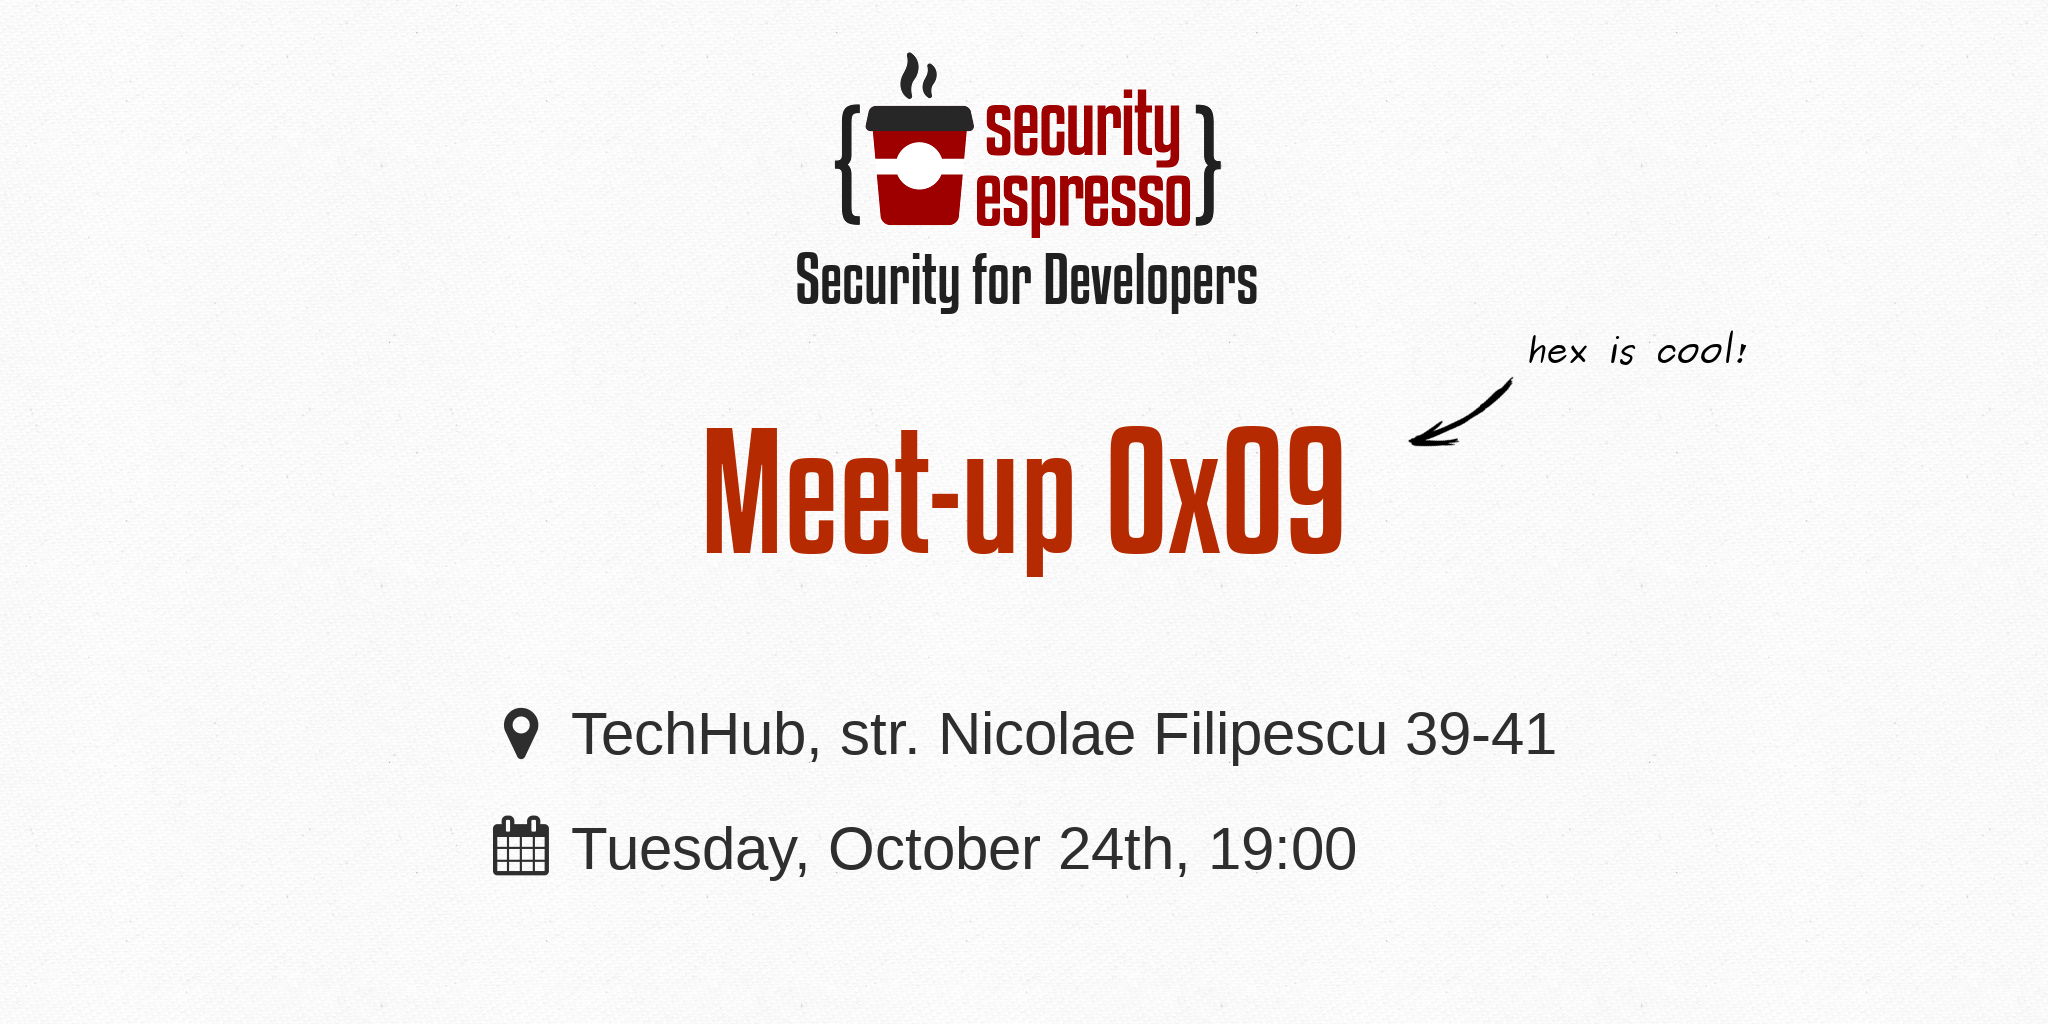 { security
espresso }
Security for Developers
hex is cool!
Meet-up 0x09
TechHub, str. Nicolae Filipescu 39-41
Tuesday, October 24th, 19:00